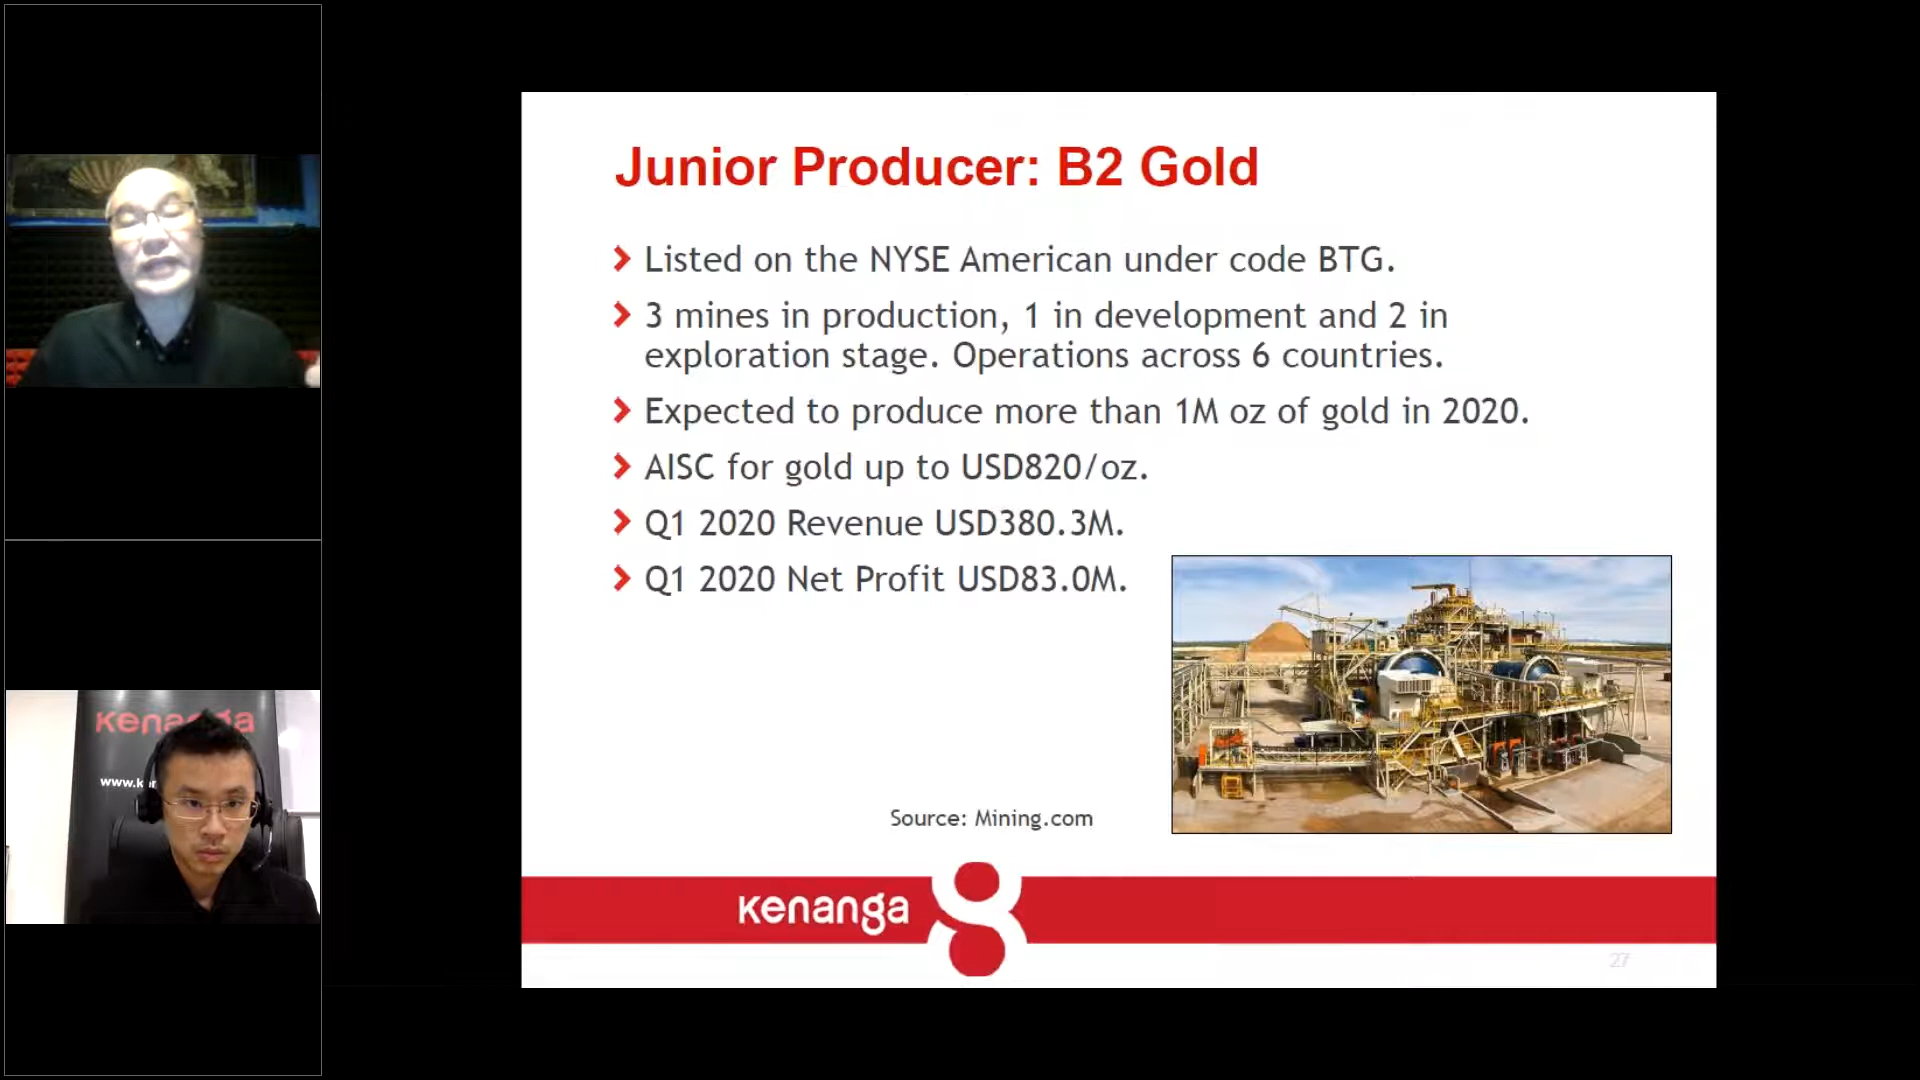 Junior Producer: B2 Gold
Listed on the NYSE American under code BTG.
3 mines in production, 1 in development and 2 in
exploration stage. Operations across 6 countries.
Expected to produce more than 1M oz of gold in 2020.
AISC for gold up to USD820/oz.
Q1 2020 Revenue USD380.3M.
Q1 2020 Net Profit USD83.0M.
Source: Mining.com
kenanga
27
kenanga